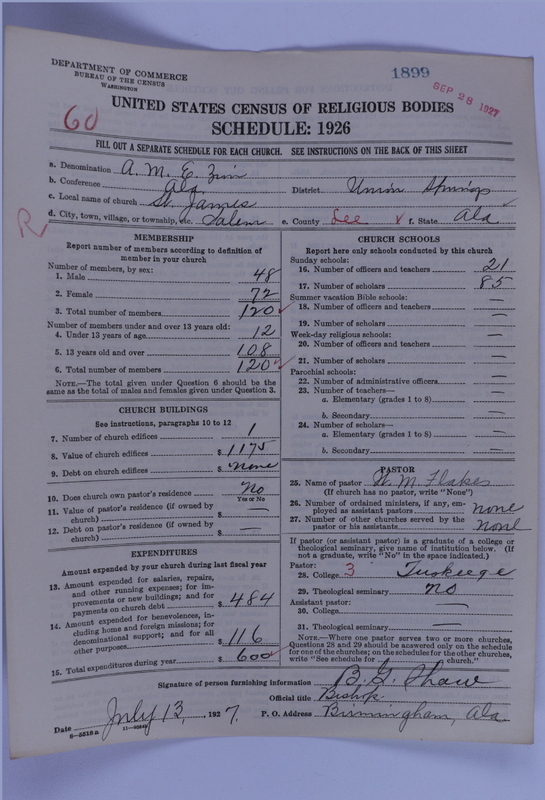 DEPARTMENT OF COMMERCE
BUREAU OF THE CENSUS
WASHINGTON
1899
SEP 28 1927
60
UNITED STATES CENSUS OF RELIGIOUS BODIES
SCHEDULE: 1926
FILL OUT A SEPARATE SCHEDULE FOR EACH CHURCH. SEE INSTRUCTIONS ON THE BACK OF THIS SHEET
a. Denomination A. M. E. Zion
b. Conference Ala. District Union Springs
c. Local name of church St. James
d. City, town, village, or township, etc. Salem e. County Lee f. State Ala
R
MEMBERSHIP
Report number of members according to definition of
member in your church
Number of members, by sex:
1. Male 48
2. Female 72
3. Total number of members 120
Number of members under and over 13 years old:
4. Under 13 years of age 12
5. 13 years old and over 108
6. Total number of members 120
NOTE.—The total given under Question 6 should be the
same as the total of males and females given under Question 3.
CHURCH BUILDINGS
See instructions, paragraphs 10 to 12
7. Number of church edifices 1
8. Value of church edifices $ 1175
9. Debt on church edifices $ none
10. Does church own pastor's residence No
Yes or No
11. Value of pastor's residence (if owned by
church) $ —
12. Debt on pastor's residence (if owned by
church) $ —
EXPENDITURES
Amount expended by your church during last fiscal year
13. Amount expended for salaries, repairs,
and other running expenses; for im-
provements or new buildings; and for
payments on church debt $ 484
14. Amount expended for benevolences, in-
cluding home and foreign missions; for
denominational support; and for all
other purposes $ 116
15. Total expenditures during year $ 600
CHURCH SCHOOLS
Report here only schools conducted by this church
Sunday schools:
16. Number of officers and teachers 21
17. Number of scholars 85
Summer vacation Bible schools:
18. Number of officers and teachers —
19. Number of scholars —
Week-day religious schools:
20. Number of officers and teachers —
21. Number of scholars —
Parochial schools:
22. Number of administrative officers —
23. Number of teachers—
a. Elementary (grades 1 to 8) —
b. Secondary —
24. Number of scholars—
a. Elementary (grades 1 to 8) —
b. Secondary —
PASTOR
25. Name of pastor W. M. Flakes
(If church has no pastor, write "None")
26. Number of ordained ministers, if any, em-
ployed as assistant pastors none
27. Number of other churches served by the
pastor or his assistants None
If pastor (or assistant pastor) is a graduate of a college or
theological seminary, give name of institution below. (If
not a graduate, write "No" in the space indicated.)
Pastor:
28. College 3 Tuskeege
29. Theological seminary no
Assistant pastor:
30. College —
31. Theological seminary —
NOTE.—Where one pastor serves two or more churches,
Questions 28 and 29 should be answered only on the schedule
for one of the churches; on the schedules for the other churches,
write "See schedule for church."
Signature of person furnishing information B. G. Shaw
Official title Bishop
Date July 13, 1927. P. O. Address Birmingham, Ala.